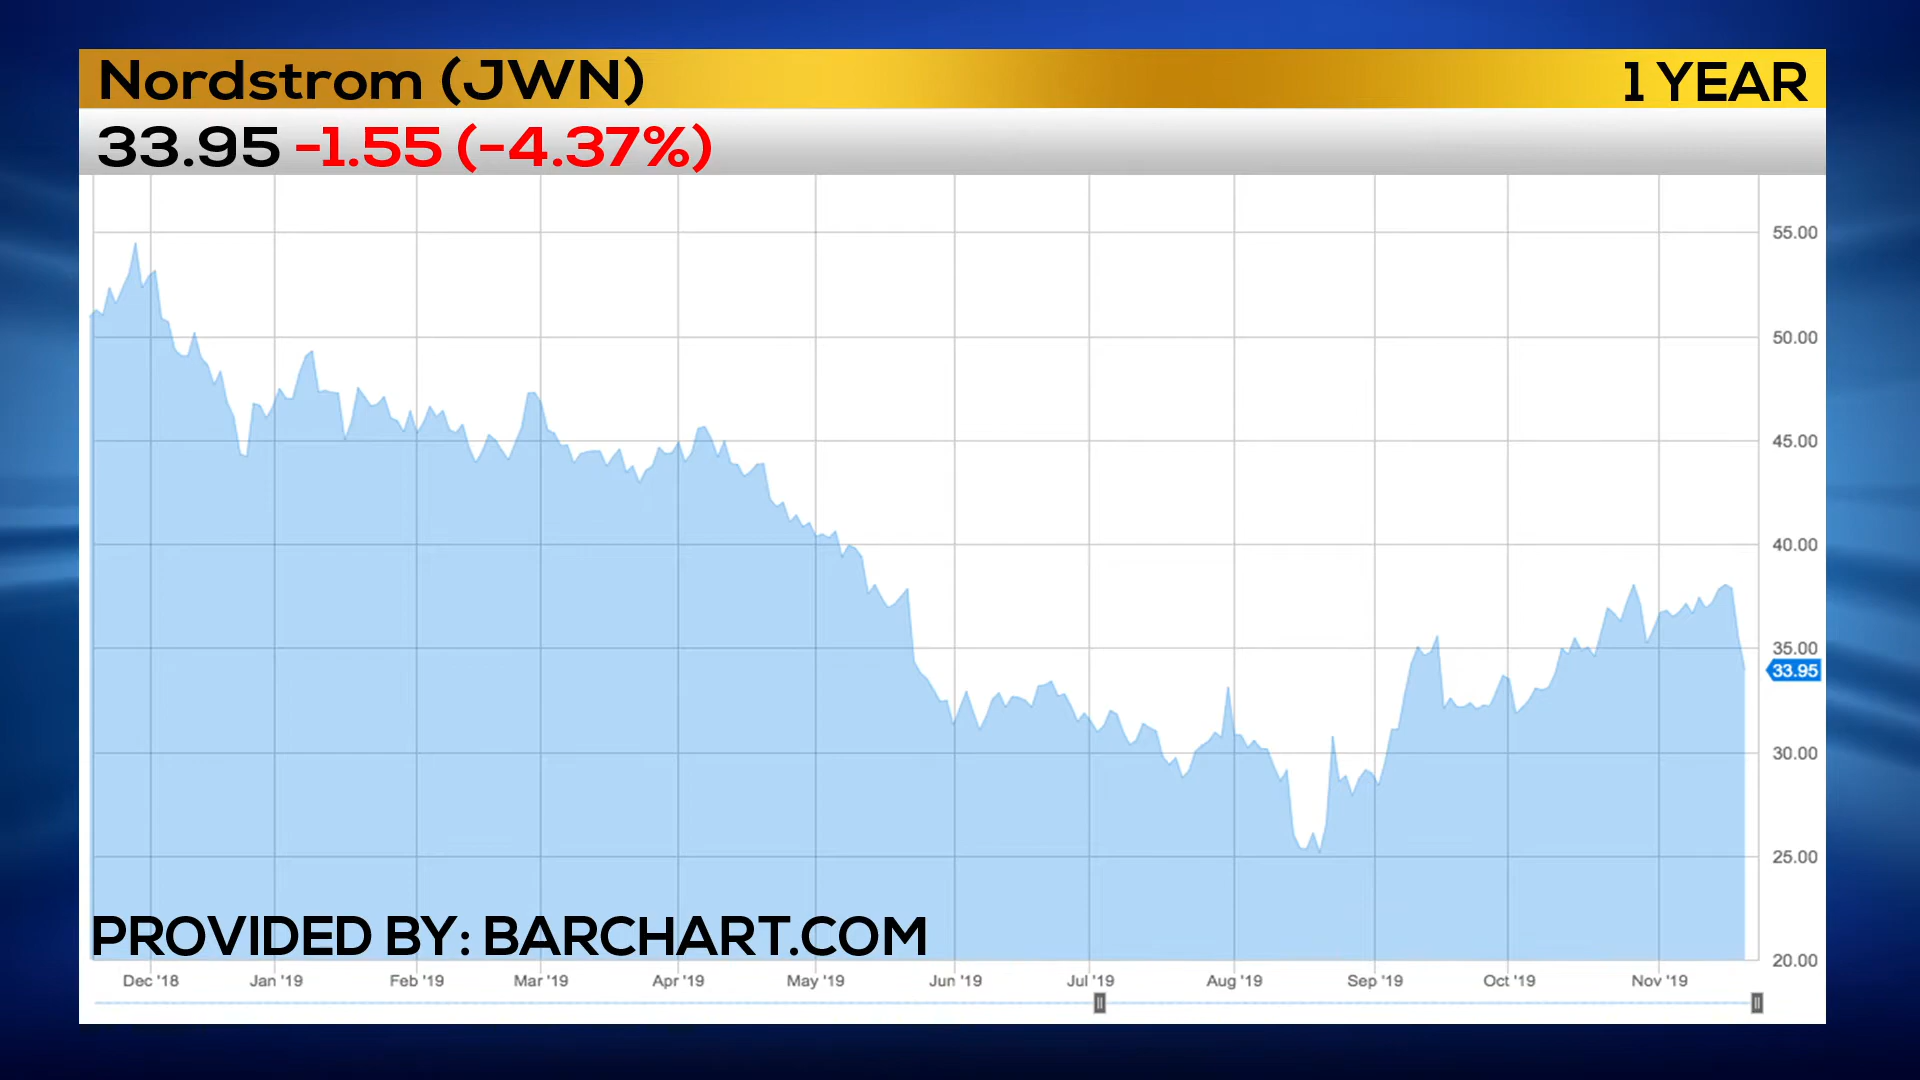 Nordstrom (JWN)
1 YEAR
33.95 -1.55 (-4.37%)
55.00
50.00
45.00
40.00
35.00
33.95
30.00
25.00
20.00
PROVIDED BY: BARCHART.COM
Dec '18 Jan '19 Feb '19 Mar '19 Apr '19 May '19 Jun '19 Jul '19 Aug '19 Sep '19 Oct '19 Nov '19